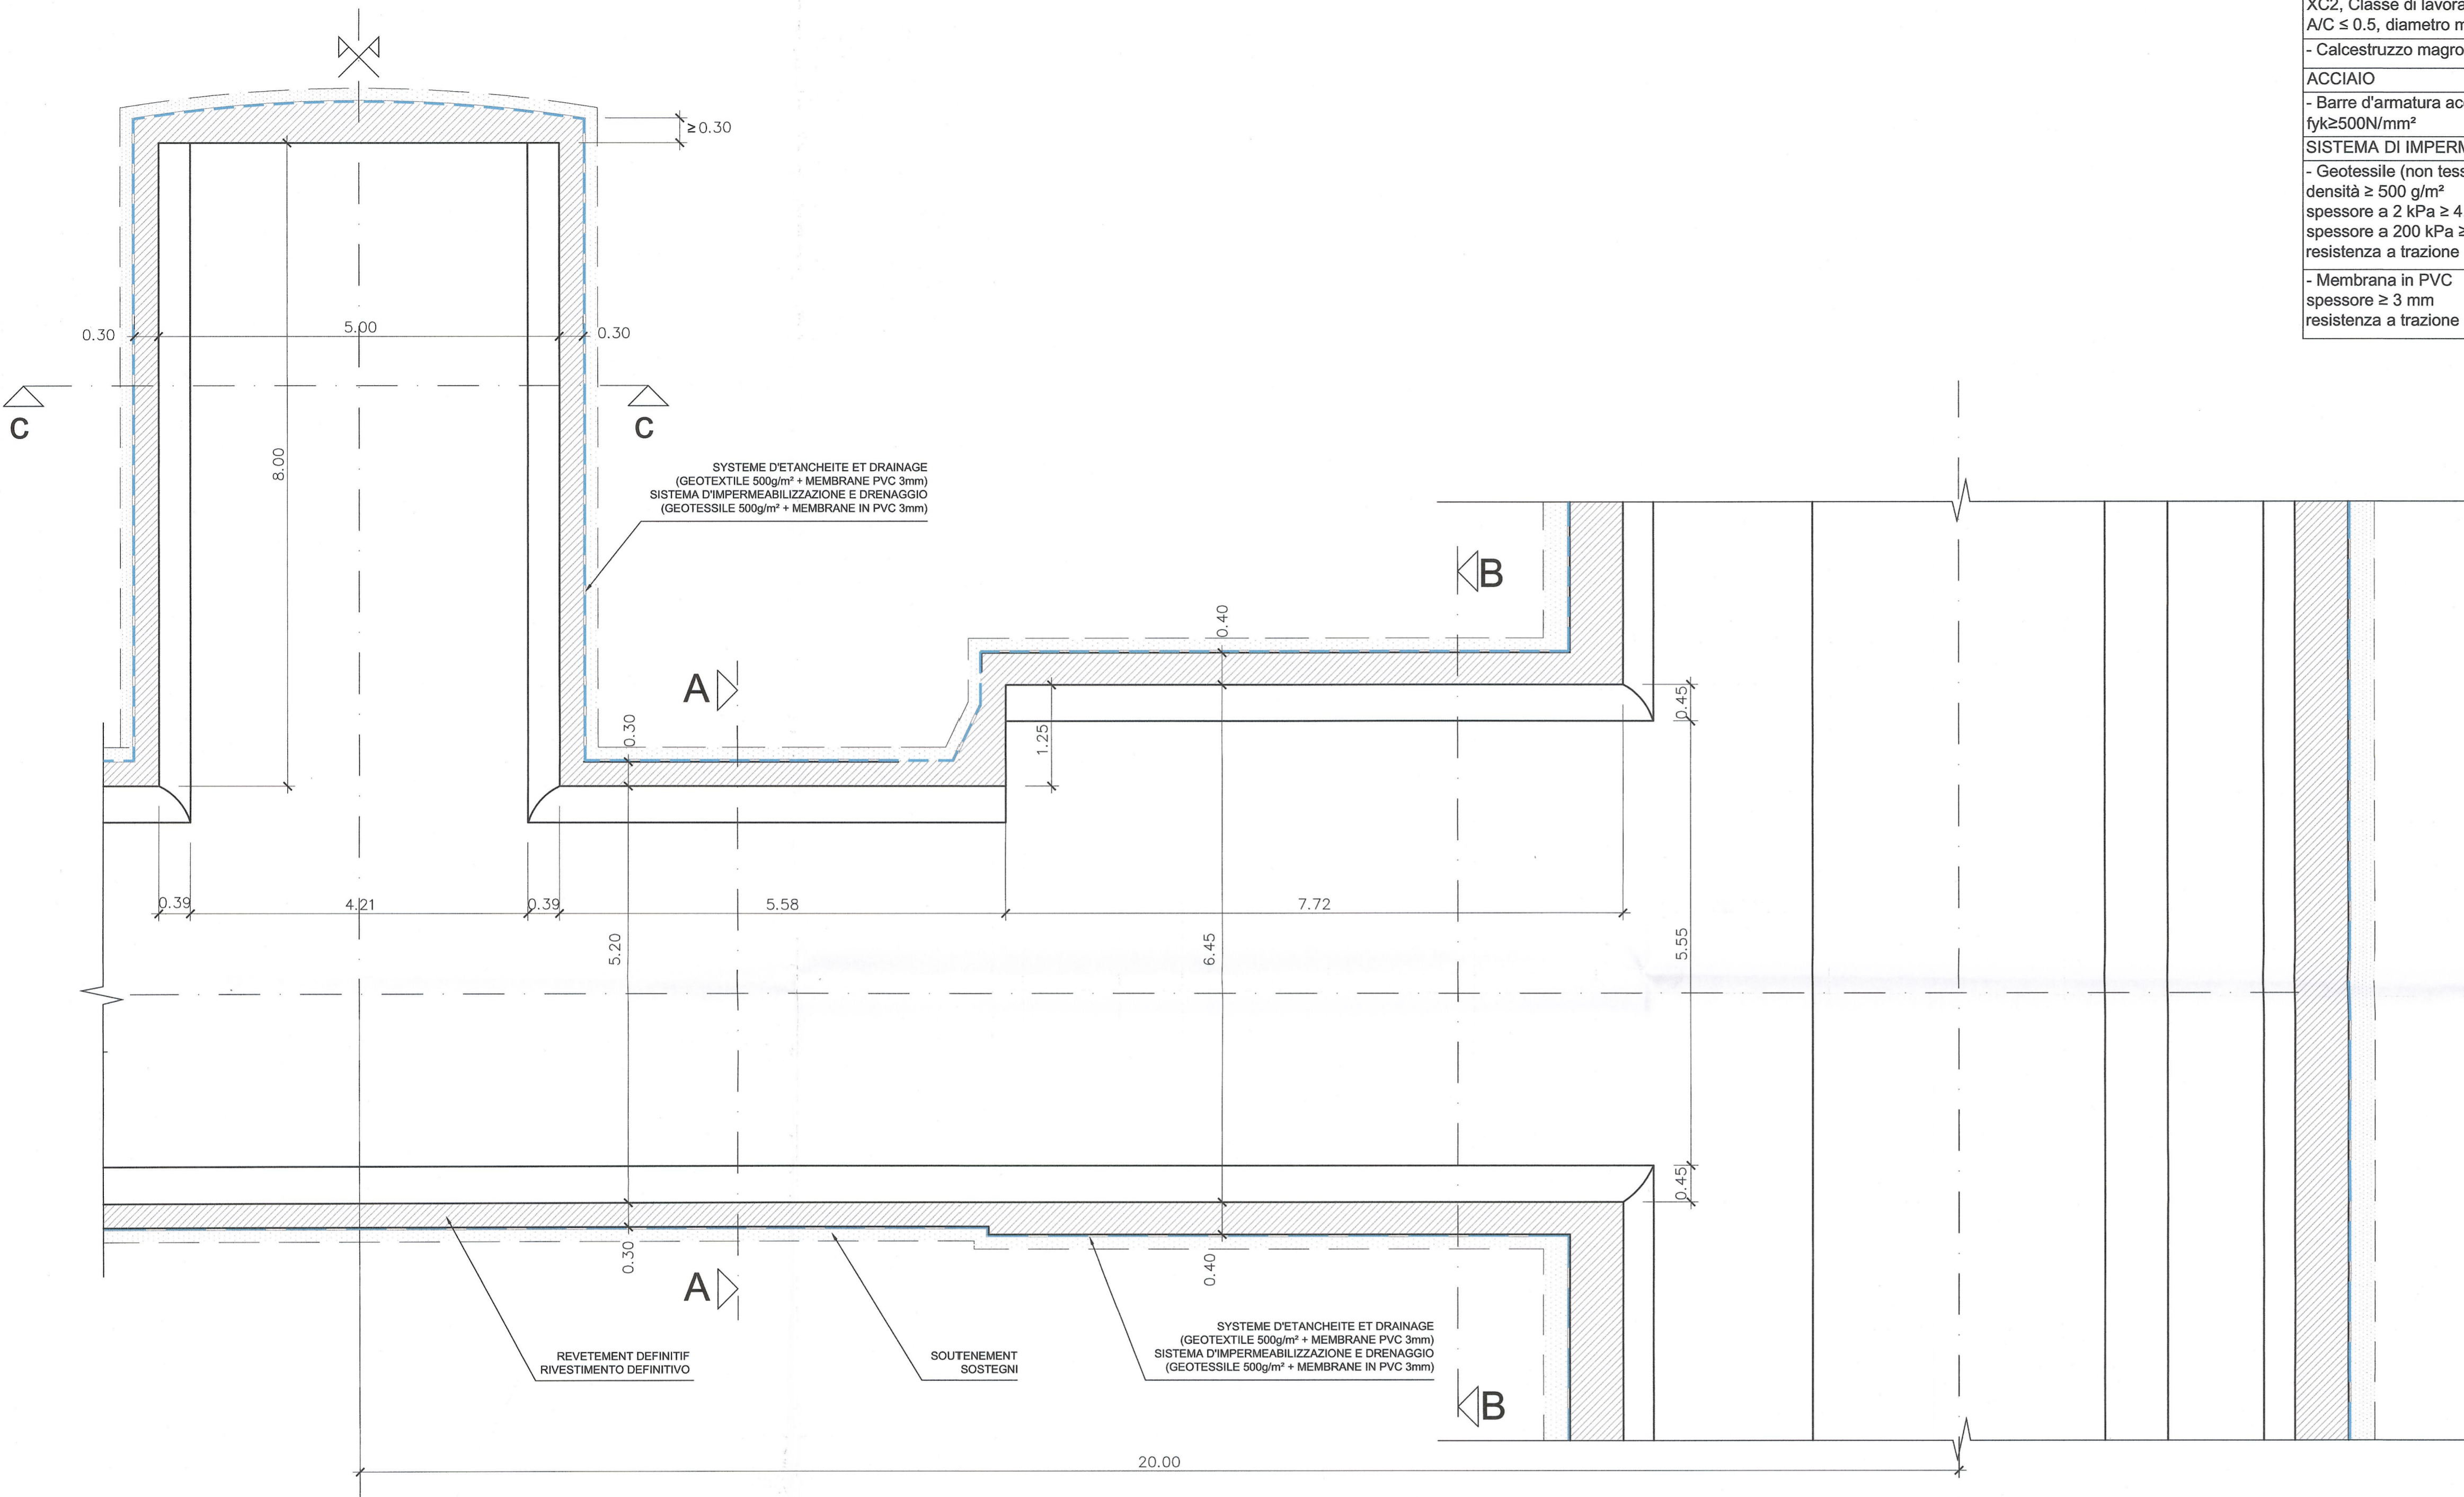 XC2, Classe di
A/C ≤ 0.5, diametro
- Calcestruzzo magro
ACCIAIO
- Barre d'armatura
fyk≥500N/mm²
SISTEMA DI
- Geotessile (non
densità ≥ 500 g/m²
spessore a 2 kPa ≥ 4
spessore a 200 kPa ≥
resistenza a trazione
- Membrana in PVC
spessore ≥ 3 mm
resistenza a trazione
≥0.30
0.30
5.00
0.30
C
C
8.00
SYSTEME D'ETANCHEITE ET DRAINAGE
(GEOTEXTILE 500g/m² + MEMBRANE PVC 3mm)
SISTEMA D'IMPERMEABILIZZAZIONE E DRENAGGIO
(GEOTESSILE 500g/m² + MEMBRANE IN PVC 3mm)
B
0.40
A
0.30
1.25
0.45
0.39
4.21
0.39
5.58
7.72
5.20
6.45
5.55
0.45
0.30
0.40
A
SYSTEME D'ETANCHEITE ET DRAINAGE
(GEOTEXTILE 500g/m² + MEMBRANE PVC 3mm)
SISTEMA D'IMPERMEABILIZZAZIONE E DRENAGGIO
(GEOTESSILE 500g/m² + MEMBRANE IN PVC 3mm)
REVETEMENT DEFINITIF
RIVESTIMENTO DEFINITIVO
SOUTENEMENT
SOSTEGNI
B
20.00